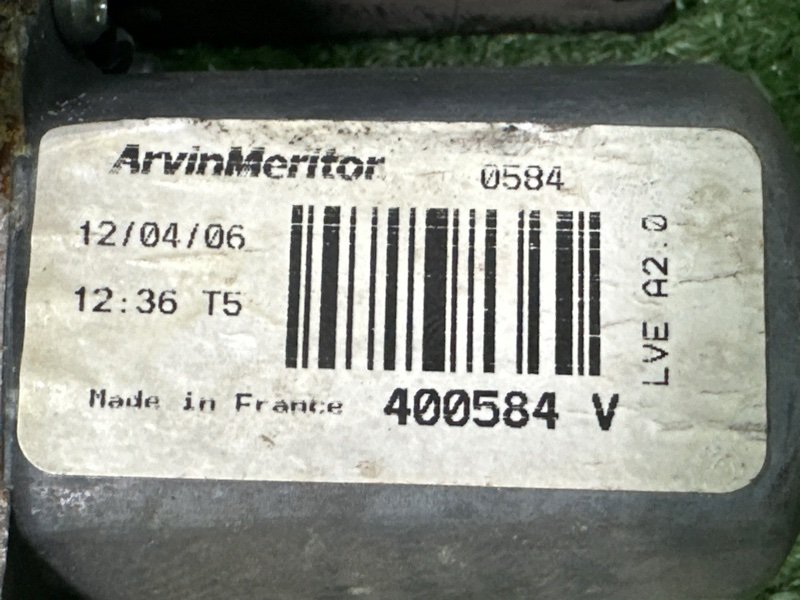 ArvinMeritor 0584
12/04/06
12:36 T5
LVE A2.0
Made in France 400584 V